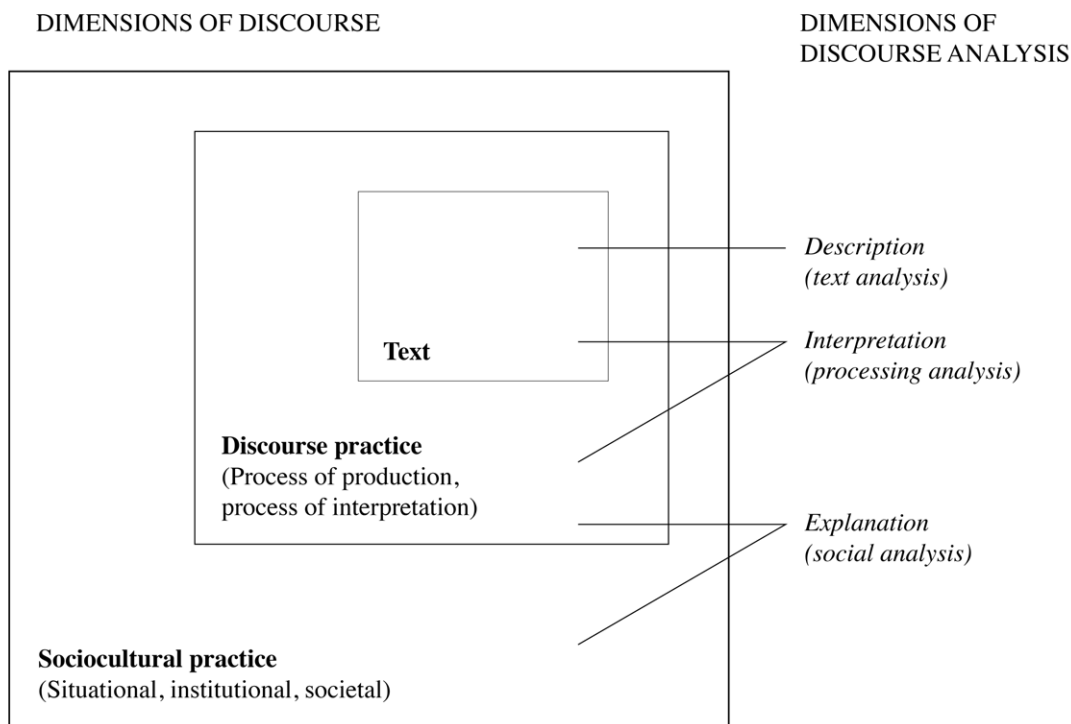 DIMENSIONS OF DISCOURSE
DIMENSIONS OF
DISCOURSE ANALYSIS
Description
(text analysis)
Text
Interpretation
(processing analysis)
Discourse practice
(Process of production,
process of interpretation)
Explanation
(social analysis)
Sociocultural practice
(Situational, institutional, societal)